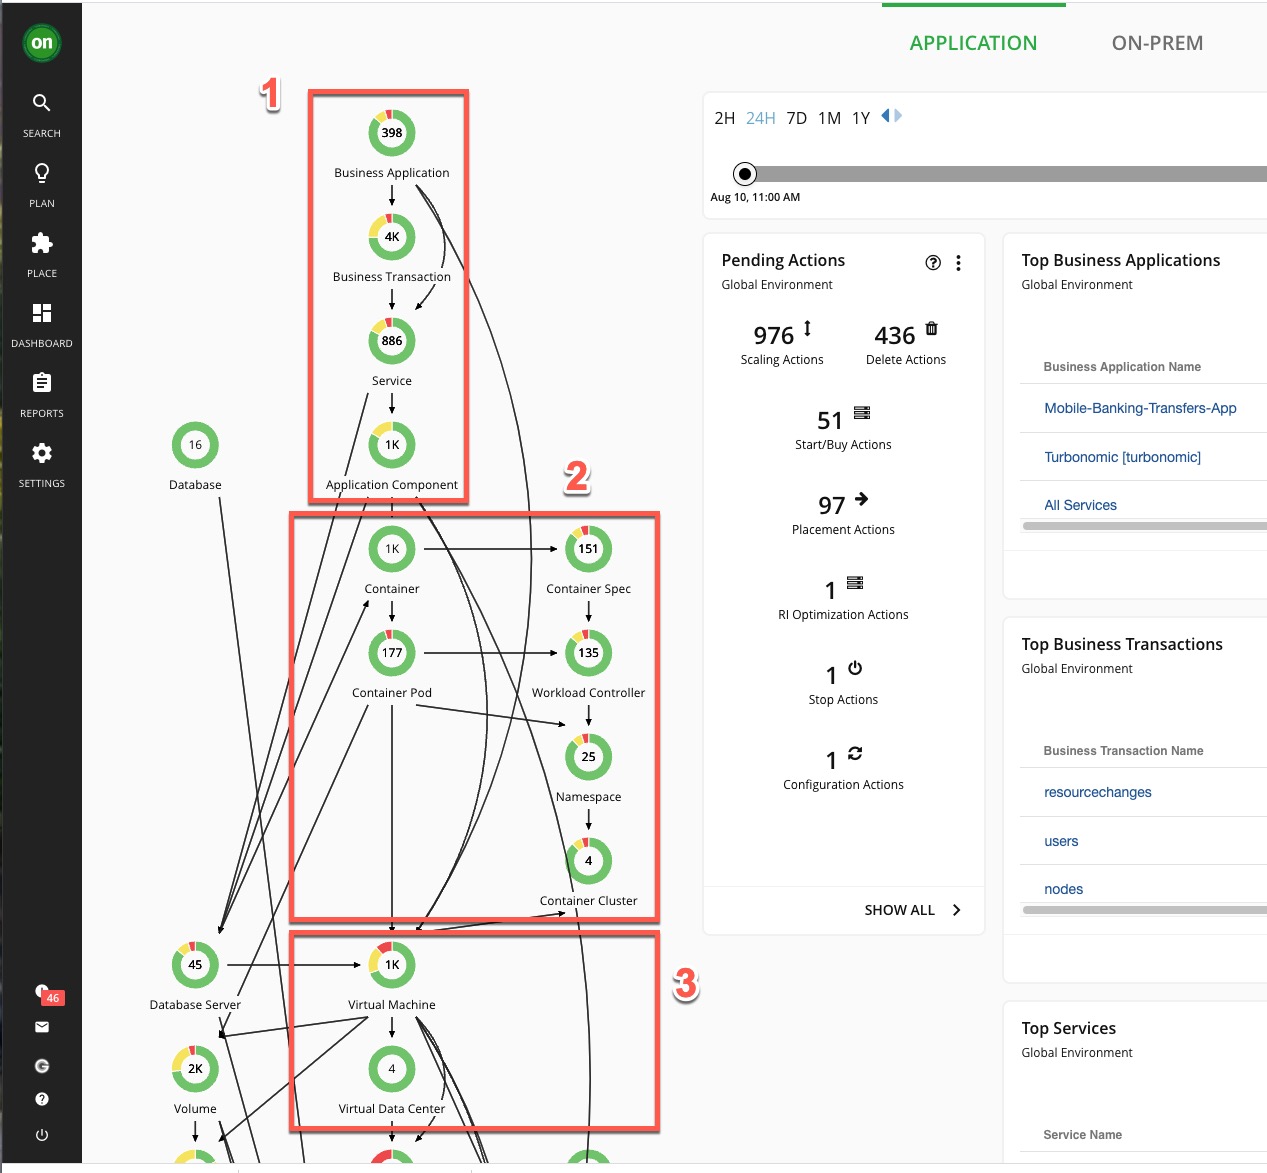 on
SEARCH
PLAN
PLACE
DASHBOARD
REPORTS
SETTINGS
46
1
398
Business Application
4K
Business Transaction
886
Service
16
Database
1K
Application Component
2
1K
Container
151
Container Spec
177
Container Pod
135
Workload Controller
25
Namespace
4
Container Cluster
3
45
Database Server
1K
Virtual Machine
2K
Volume
4
Virtual Data Center
APPLICATION
ON-PREM
2H 24H 7D 1M 1Y
Aug 10, 11:00 AM
Pending Actions
Global Environment
976
Scaling Actions
436
Delete Actions
51
Start/Buy Actions
97
Placement Actions
1
RI Optimization Actions
1
Stop Actions
1
Configuration Actions
SHOW ALL
Top Business Applications
Global Environment
Business Application Name
Mobile-Banking-Transfers-App
Turbonomic [turbonomic]
All Services
Top Business Transactions
Global Environment
Business Transaction Name
resourcechanges
users
nodes
Top Services
Global Environment
Service Name